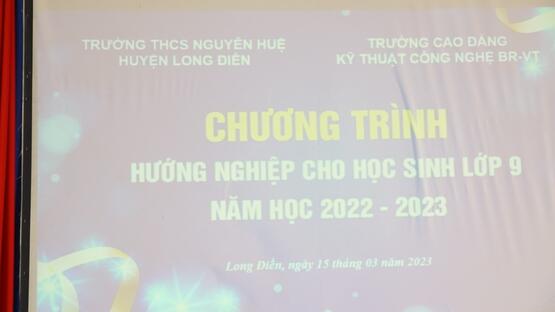 TRƯỜNG THCS NGUYỄN HUỆ
HUYỆN LONG ĐIỀN
TRƯỜNG CAO ĐẲNG
KỸ THUẬT CÔNG NGHỆ BR-VT
CHƯƠNG TRÌNH
HƯỚNG NGHIỆP CHO HỌC SINH LỚP 9
NĂM HỌC 2022 - 2023
Long Điền, ngày 15 tháng 03 năm 2023